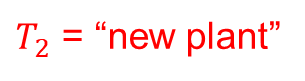 T₂ = “new plant”